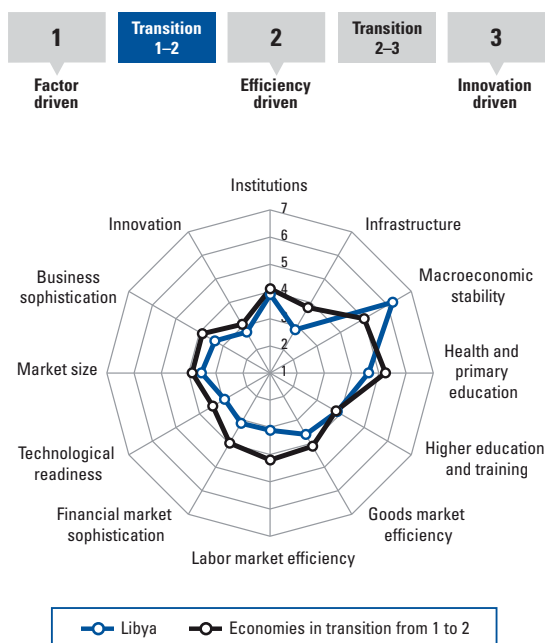 1
Transition
1–2
2
Transition
2–3
3
Factor
driven
Efficiency
driven
Innovation
driven
Institutions
7
6
5
4
3
2
1
Infrastructure
Macroeconomic
stability
Health and
primary
education
Higher education
and training
Goods market
efficiency
Labor market efficiency
Financial market
sophistication
Technological
readiness
Market size
Business
sophistication
Innovation
Libya
Economies in transition from 1 to 2